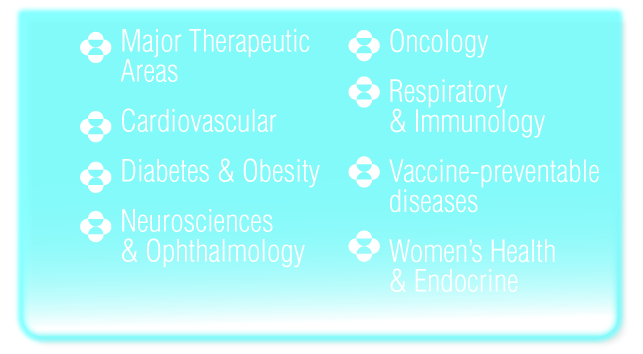 Major Therapeutic
Areas
Cardiovascular
Diabetes & Obesity
Neurosciences
& Ophthalmology
Oncology
Respiratory
& Immunology
Vaccine-preventable
diseases
Women's Health
& Endocrine